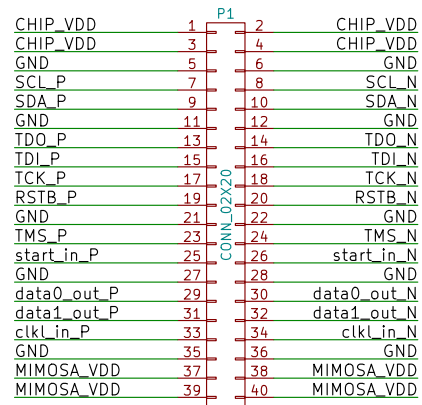 P1
CHIP_VDD 1 2 CHIP_VDD
CHIP_VDD 3 4 CHIP_VDD
GND 5 6 GND
SCL_P 7 8 SCL_N
SDA_P 9 10 SDA_N
GND 11 12 GND
TDO_P 13 14 TDO_N
TDI_P 15 16 TDI_N
TCK_P 17 18 TCK_N
RSTB_P 19 20 RSTB_N
GND 21 22 GND
TMS_P 23 24 TMS_N
start_in_P 25 26 start_in_N
GND 27 28 GND
data0_out_P 29 30 data0_out_N
data1_out_P 31 32 data1_out_N
clkl_in_P 33 34 clkl_in_N
GND 35 36 GND
MIMOSA_VDD 37 38 MIMOSA_VDD
MIMOSA_VDD 39 40 MIMOSA_VDD
CONN_02X20